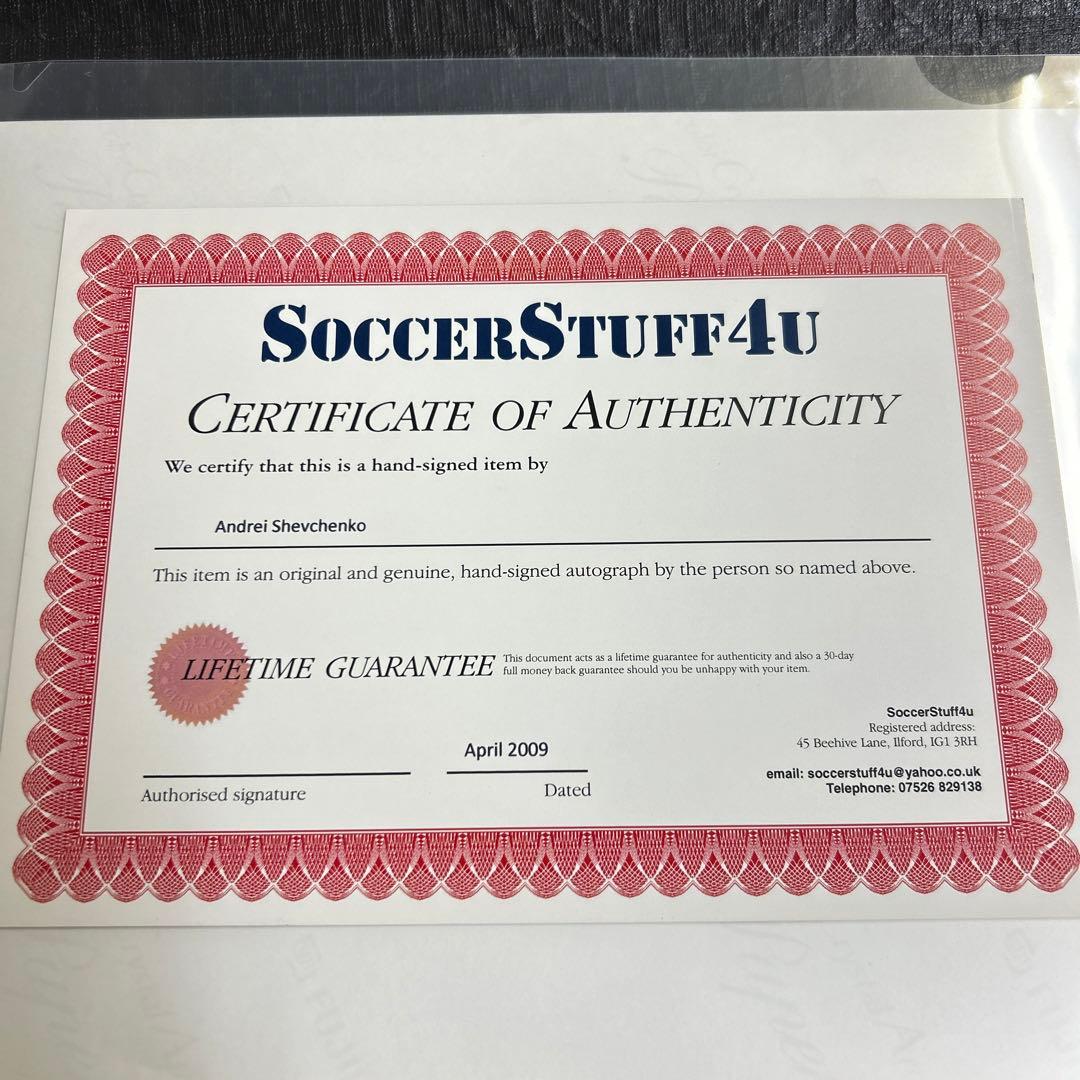 SOCCERSTUFF4U
CERTIFICATE OF AUTHENTICITY
We certify that this is a hand-signed item by
Andrei Shevchenko
This item is an original and genuine, hand-signed autograph by the person so named above.
LIFETIME GUARANTEE
This document acts as a lifetime guarantee for authenticity and also a 30-day
full money back guarantee should you be unhappy with your item.
SoccerStuff4u
Registered address:
45 Beehive Lane, Ilford, IG1 3RH
email: soccerstuff4u@yahoo.co.uk
Telephone: 07526 829138
April 2009
Authorised signature
Dated